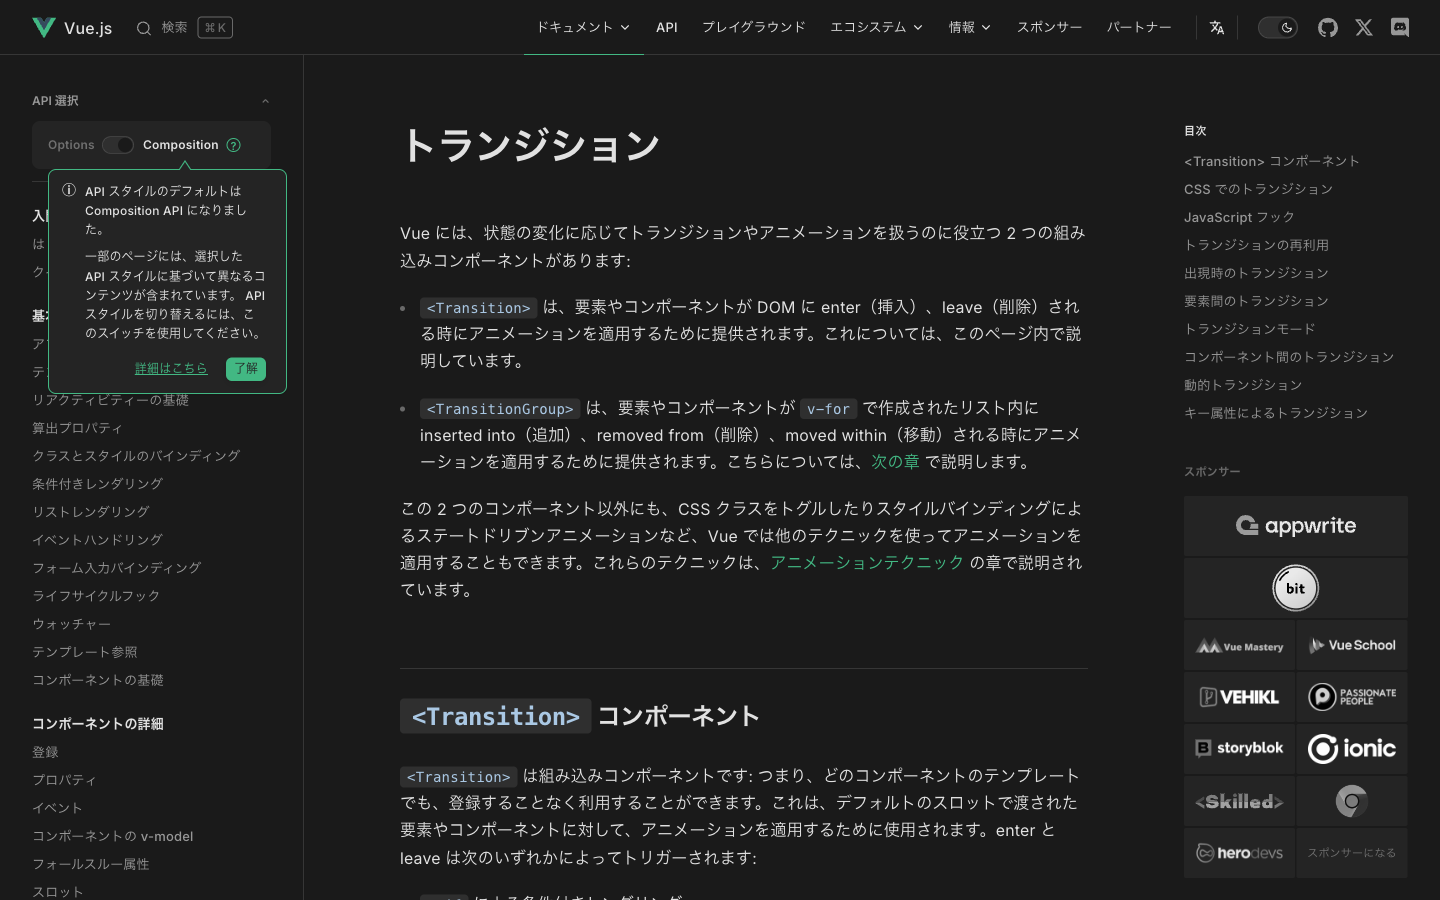 Vue.js
検索
⌘ K
ドキュメント
API
プレイグラウンド
エコシステム
情報
スポンサー
パートナー
API 選択
Options
Composition
?
API スタイルのデフォルトは
Composition API になりまし
た。
一部のページには、選択した
API スタイルに基づいて異なるコ
ンテンツが含まれています。 API
スタイルを切り替えるには、こ
のスイッチを使用してください。
詳細はこちら
了解
リアクティビティーの基礎
算出プロパティ
クラスとスタイルのバインディング
条件付きレンダリング
リストレンダリング
イベントハンドリング
フォーム入力バインディング
ライフサイクルフック
ウォッチャー
テンプレート参照
コンポーネントの基礎
コンポーネントの詳細
登録
プロパティ
イベント
コンポーネントの v-model
フォールスルー属性
スロット
トランジション
Vue には、状態の変化に応じてトランジションやアニメーションを扱うのに役立つ 2 つの組み
込みコンポーネントがあります:
<Transition> は、要素やコンポーネントが DOM に enter（挿入）、leave（削除）され
る時にアニメーションを適用するために提供されます。これについては、このページ内で説
明しています。
<TransitionGroup> は、要素やコンポーネントが v-for で作成されたリスト内に
inserted into（追加）、removed from（削除）、moved within（移動）される時にアニメ
ーションを適用するために提供されます。こちらについては、次の章 で説明します。
この 2 つのコンポーネント以外にも、CSS クラスをトグルしたりスタイルバインディングによ
るステートドリブンアニメーションなど、Vue では他のテクニックを使ってアニメーションを
適用することもできます。これらのテクニックは、アニメーションテクニック の章で説明され
ています。
<Transition> コンポーネント
<Transition> は組み込みコンポーネントです: つまり、どのコンポーネントのテンプレート
でも、登録することなく利用することができます。これは、デフォルトのスロットで渡された
要素やコンポーネントに対して、アニメーションを適用するために使用されます。enter と
leave は次のいずれかによってトリガーされます:
目次
<Transition> コンポーネント
CSS でのトランジション
JavaScript フック
トランジションの再利用
出現時のトランジション
要素間のトランジション
トランジションモード
コンポーネント間のトランジション
動的トランジション
キー属性によるトランジション
スポンサー
appwrite
bit
Vue Mastery
Vue School
VEHIKL
PASSIONATE
PEOPLE
storyblok
ionic
<Skilled>
herodevs
スポンサーになる